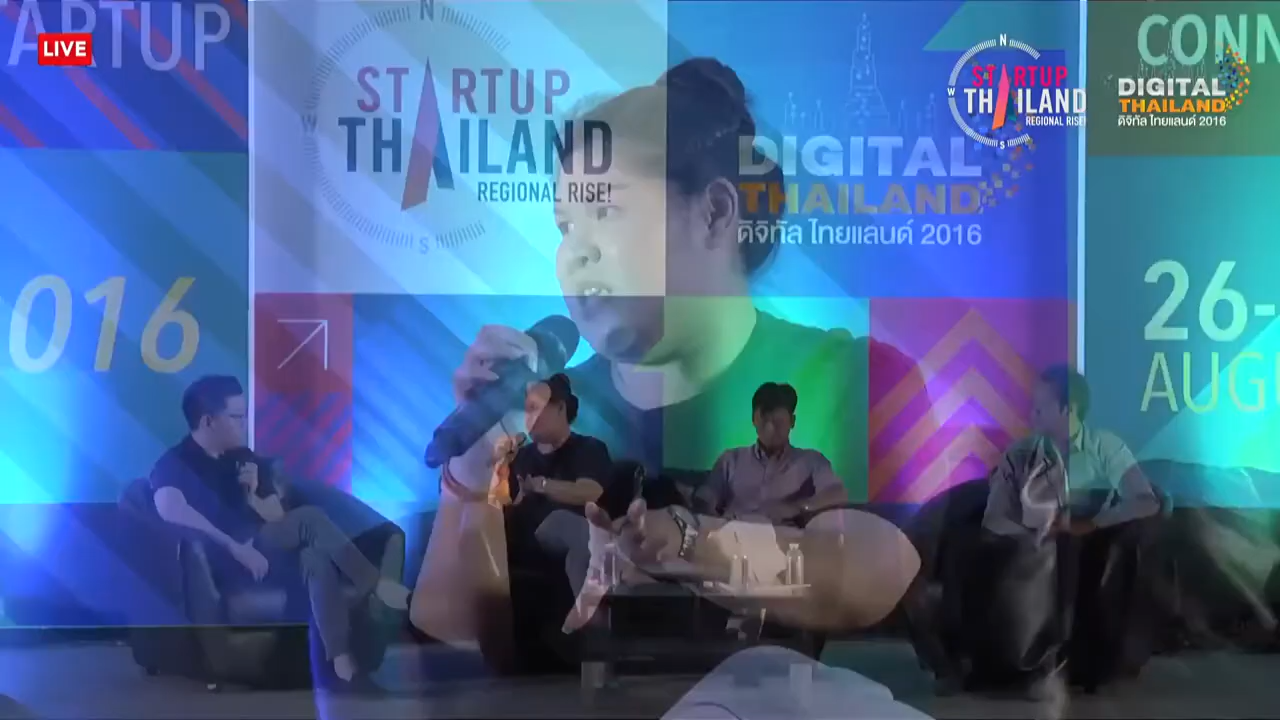 LIVE
STARTUP
N
STARTUP
THAILAND
REGIONAL RISE!
W
S
DIGITAL
THAILAND
ดิจิทัล ไทยแลนด์ 2016
N
W
STARTUP
THAILAND
REGIONAL RISE!
S
DIGITAL
THAILAND
ดิจิทัล ไทยแลนด์ 2016
CONN
016
26-
AUG